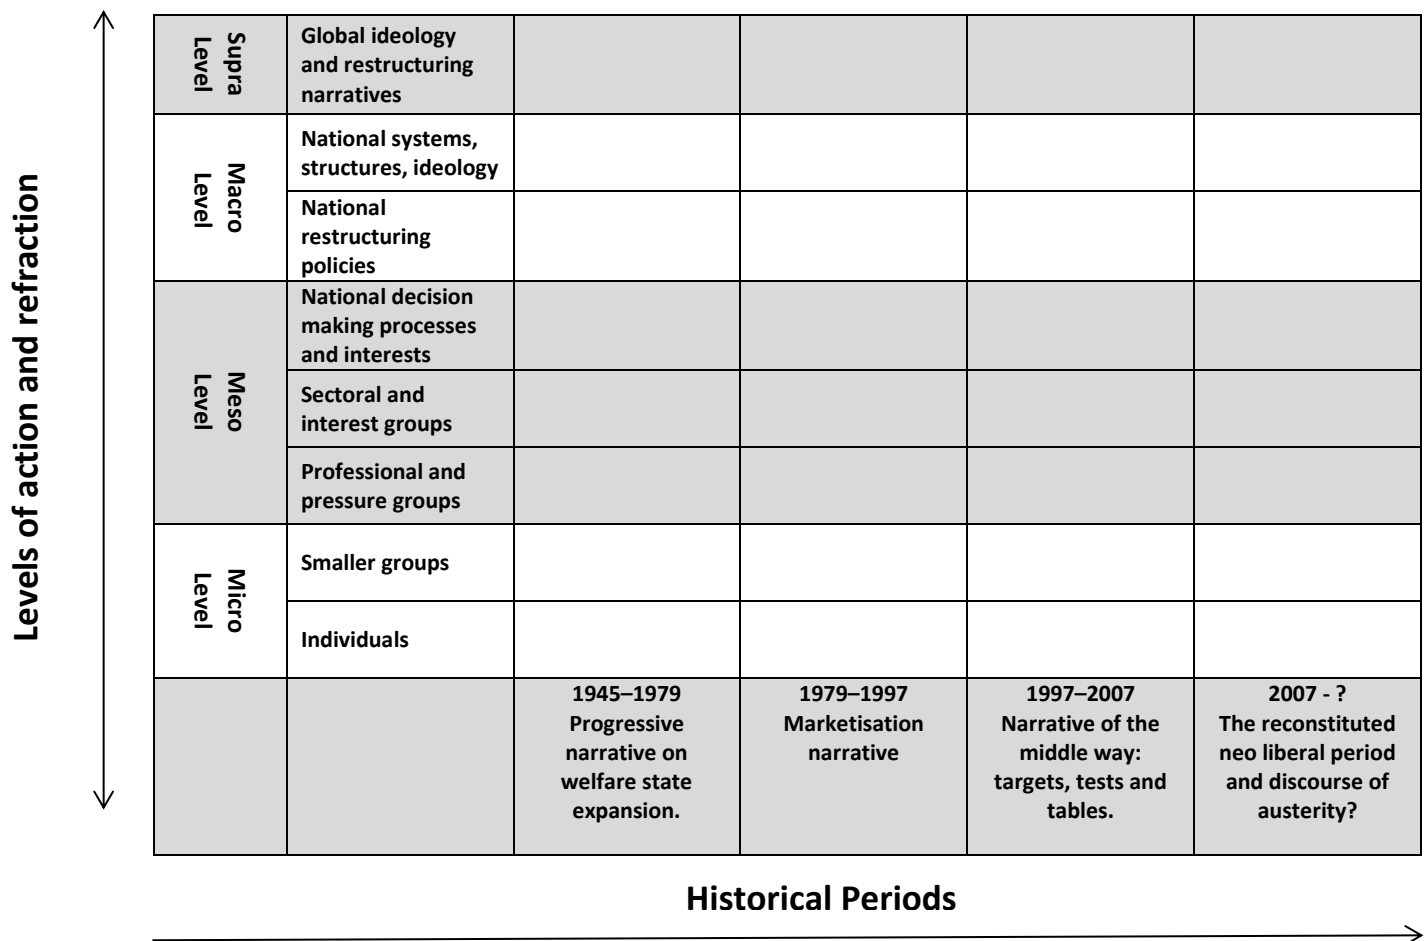 Levels of action and refraction
Supra
Level
Global ideology
and restructuring
narratives
Macro
Level
National systems,
structures, ideology
National
restructuring
policies
Meso
Level
National decision
making processes
and interests
Sectoral and
interest groups
Professional and
pressure groups
Micro
Level
Smaller groups
Individuals
1945–1979
Progressive
narrative on
welfare state
expansion.
1979–1997
Marketisation
narrative
1997–2007
Narrative of the
middle way:
targets, tests and
tables.
2007 - ?
The reconstituted
neo liberal period
and discourse of
austerity?
Historical Periods